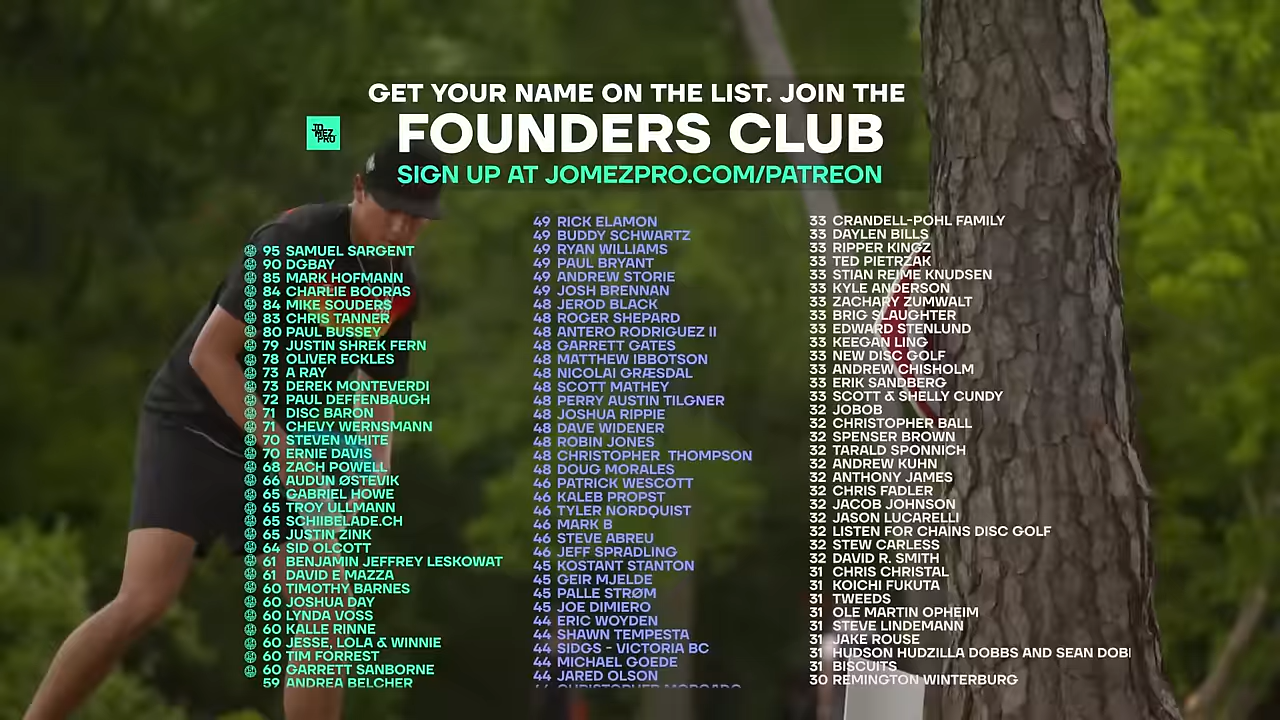 GET YOUR NAME ON THE LIST. JOIN THE
FOUNDERS CLUB
JO
MEZ
PRO
SIGN UP AT JOMEZPRO.COM/PATREON
95 SAMUEL SARGENT
90 DGBAY
85 MARK HOFMANN
84 CHARLIE BOORAS
84 MIKE SOUDERS
83 CHRIS TANNER
80 PAUL BUSSEY
79 JUSTIN SHREK FERN
78 OLIVER ECKLES
73 A RAY
73 DEREK MONTEVERDI
72 PAUL DEFFENBAUGH
71 DISC BARON
71 CHEVY WERNSMANN
70 STEVEN WHITE
70 ERNIE DAVIS
68 ZACH POWELL
66 AUDUN ØSTEVIK
65 GABRIEL HOWE
65 TROY ULLMANN
65 SCHIIBELADE.CH
65 JUSTIN ZINK
64 SID OLCOTT
61 BENJAMIN JEFFREY LESKOWAT
61 DAVID E MAZZA
60 TIMOTHY BARNES
60 JOSHUA DAY
60 LYNDA VOSS
60 KALLE RINNE
60 JESSE, LOLA & WINNIE
60 TIM FORREST
60 GARRETT SANBORNE
59 ANDREA BELCHER
49 RICK ELAMON
49 BUDDY SCHWARTZ
49 RYAN WILLIAMS
49 PAUL BRYANT
49 ANDREW STORIE
49 JOSH BRENNAN
48 JEROD BLACK
48 ROGER SHEPARD
48 ANTERO RODRIGUEZ II
48 GARRETT GATES
48 MATTHEW IBBOTSON
48 NICOLAI GRÆSDAL
48 SCOTT MATHEY
48 PERRY AUSTIN TILGNER
48 JOSHUA RIPPIE
48 DAVE WIDENER
48 ROBIN JONES
48 CHRISTOPHER THOMPSON
48 DOUG MORALES
46 PATRICK WESCOTT
46 KALEB PROPST
46 TYLER NORDQUIST
46 MARK B
46 STEVE ABREU
46 JEFF SPRADLING
45 KOSTANT STANTON
45 GEIR MJELDE
45 PALLE STRØM
45 JOE DIMIERO
44 ERIC WOYDEN
44 SHAWN TEMPESTA
44 SIDGS - VICTORIA BC
44 MICHAEL GOEDE
44 JARED OLSON
44 CHRISTOPHER MORGADO
33 CRANDELL-POHL FAMILY
33 DAYLEN BILLS
33 RIPPER KINGZ
33 TED PIETRZAK
33 STIAN REIME KNUDSEN
33 KYLE ANDERSON
33 ZACHARY ZUMWALT
33 BRIG SLAUGHTER
33 EDWARD STENLUND
33 KEEGAN LING
33 NEW DISC GOLF
33 ANDREW CHISHOLM
33 ERIK SANDBERG
33 SCOTT & SHELLY CUNDY
32 JOBOB
32 CHRISTOPHER BALL
32 SPENSER BROWN
32 TARALD SPONNICH
32 ANDREW KUHN
32 ANTHONY JAMES
32 CHRIS FADLER
32 JACOB JOHNSON
32 JASON LUCARELLI
32 LISTEN FOR CHAINS DISC GOLF
32 STEW CARLESS
32 DAVID R. SMITH
31 CHRIS CHRISTAL
31 KOICHI FUKUTA
31 TWEEDS
31 OLE MARTIN OPHEIM
31 STEVE LINDEMANN
31 JAKE ROUSE
31 HUDSON HUDZILLA DOBBS AND SEAN DOB
31 BISCUITS
30 REMINGTON WINTERBURG